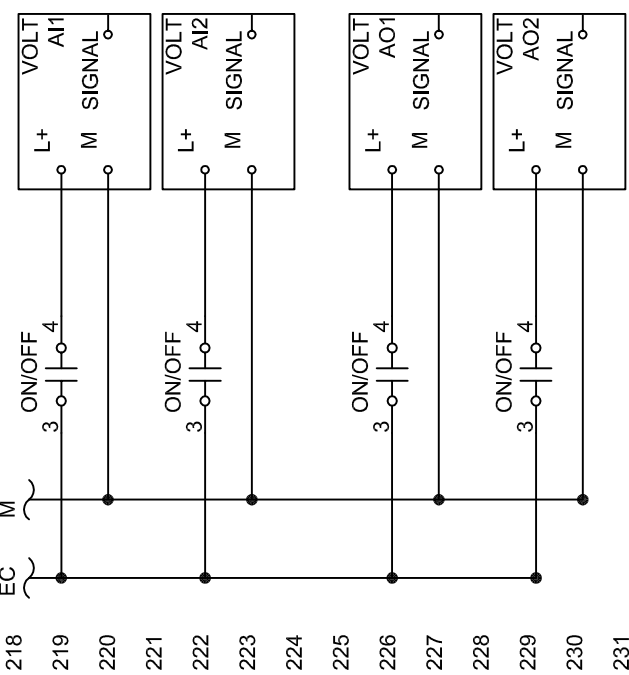 VOLT
AI1
SIGNAL
L+
M
VOLT
AI2
SIGNAL
L+
M
VOLT
AO1
SIGNAL
L+
M
VOLT
AO2
SIGNAL
L+
M
ON/OFF
4
3
ON/OFF
4
3
ON/OFF
4
3
ON/OFF
4
3
M
EC
218
219
220
221
222
223
224
225
226
227
228
229
230
231